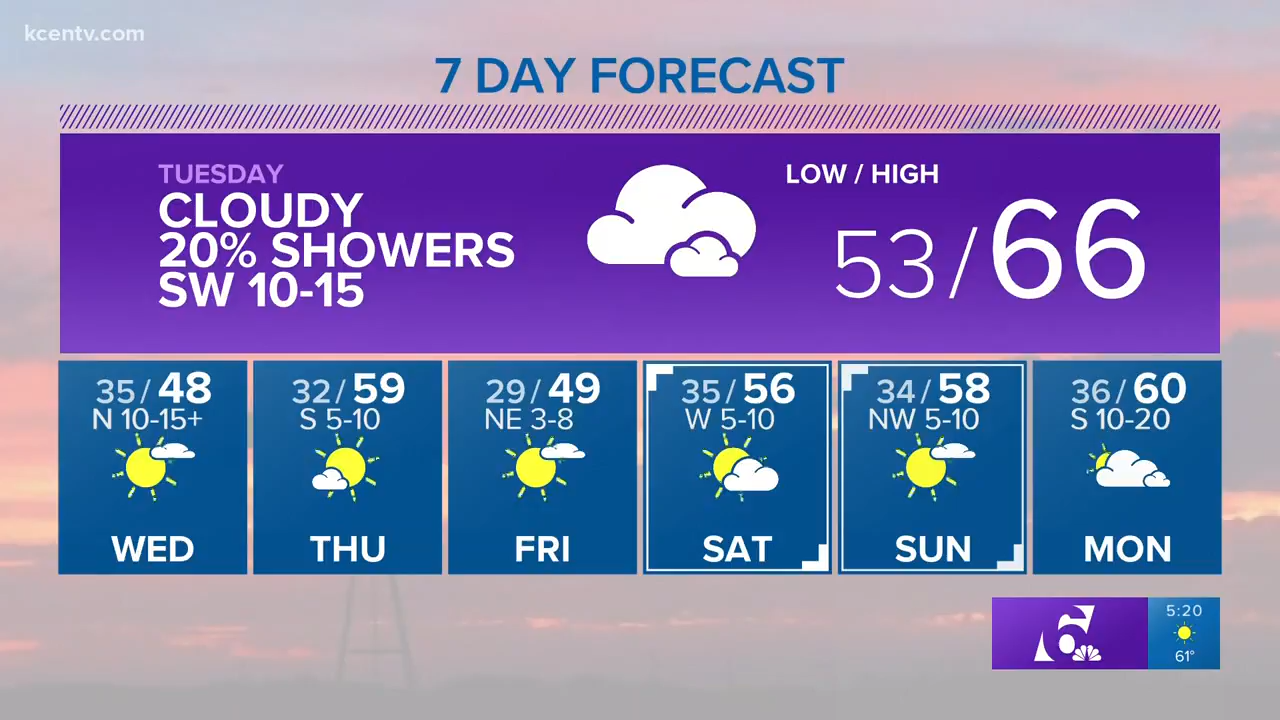 kcentv.com
7 DAY FORECAST
TUESDAY
CLOUDY
20% SHOWERS
SW 10-15
LOW / HIGH
53/66
35/48
N 10-15+
WED
32/59
S 5-10
THU
29/49
NE 3-8
FRI
35/56
W 5-10
SAT
34/58
NW 5-10
SUN
36/60
S 10-20
MON
6
5:20
61°